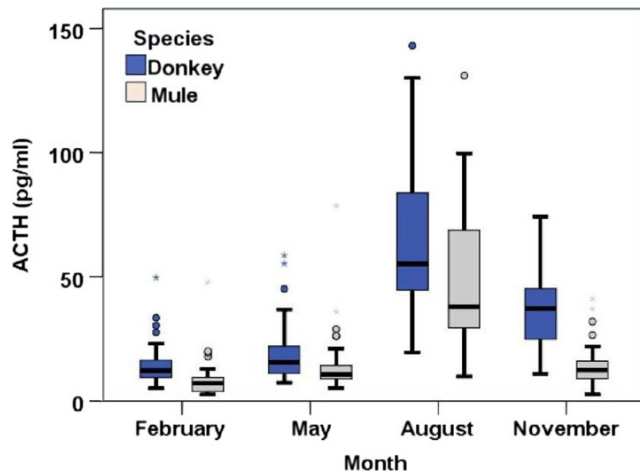 150
100
50
0
ACTH (pg/ml)
Species
Donkey
Mule
February May August November
Month